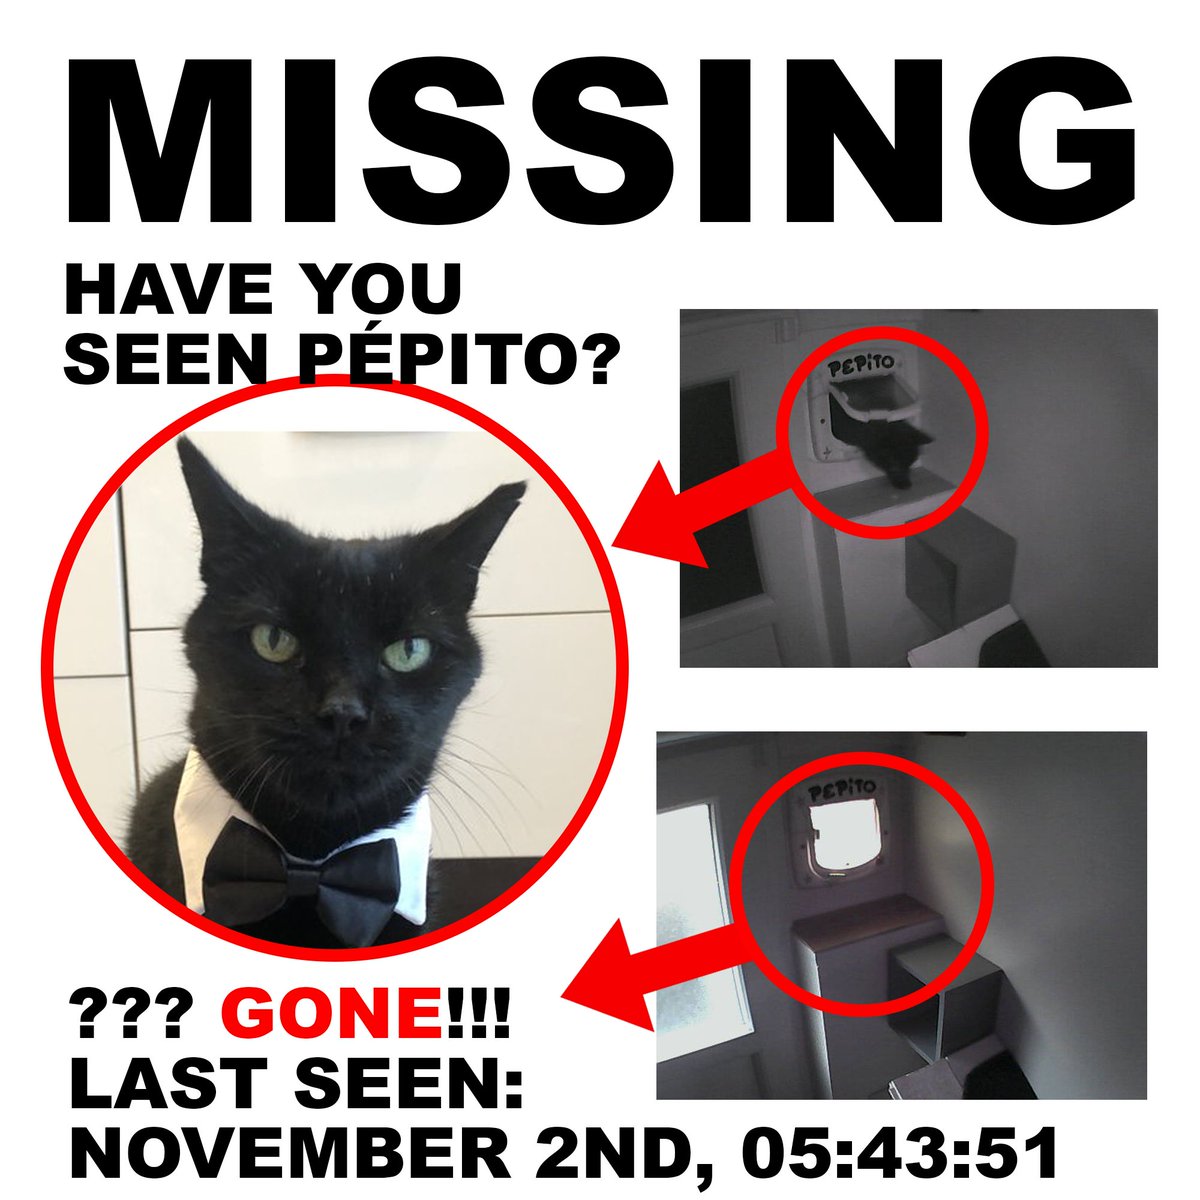 MISSING
HAVE YOU
SEEN PÉPITO?
PEPiTO
PEPiTO
??? GONE!!!
LAST SEEN:
NOVEMBER 2ND, 05:43:51